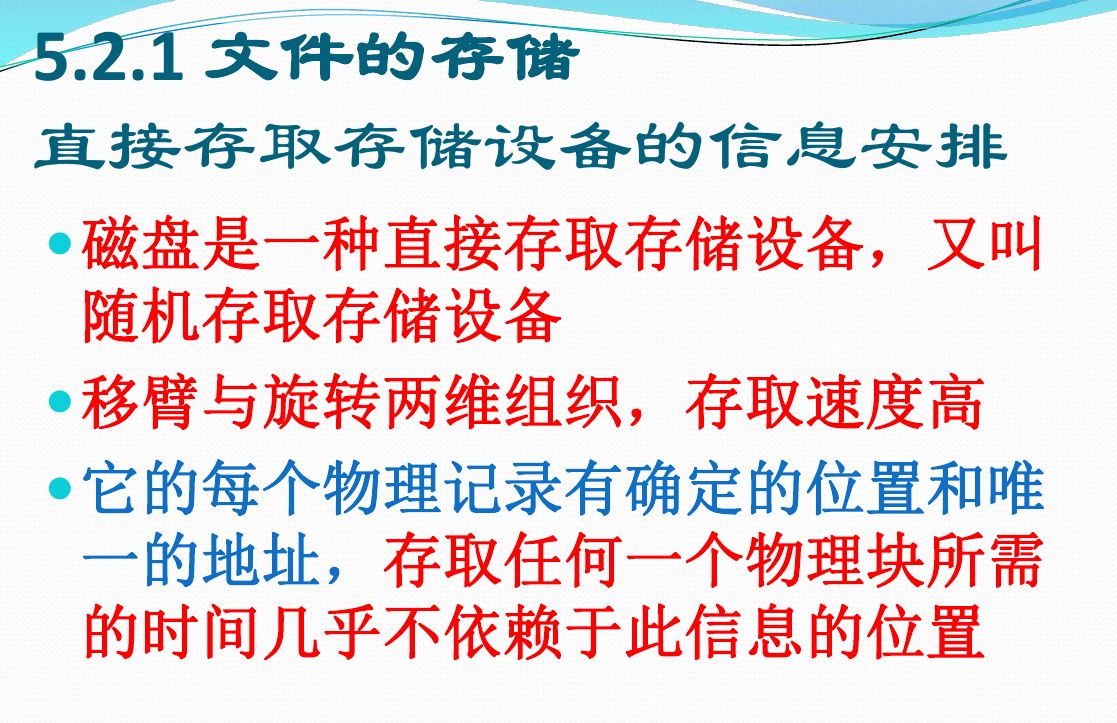 5.2.1 文件的存储
直接存取存储设备的信息安排
•磁盘是一种直接存取存储设备，又叫
随机存取存储设备
•移臂与旋转两维组织，存取速度高
•它的每个物理记录有确定的位置和唯
一的地址，存取任何一个物理块所需
的时间几乎不依赖于此信息的位置